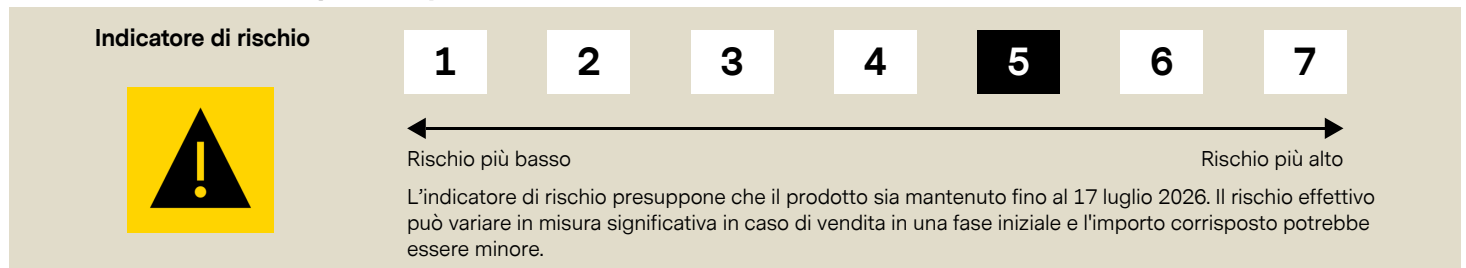 Indicatore di rischio
1 2 3 4 5 6 7
Rischio più basso Rischio più alto
L'indicatore di rischio presuppone che il prodotto sia mantenuto fino al 17 luglio 2026. Il rischio effettivo
può variare in misura significativa in caso di vendita in una fase iniziale e l'importo corrisposto potrebbe
essere minore.